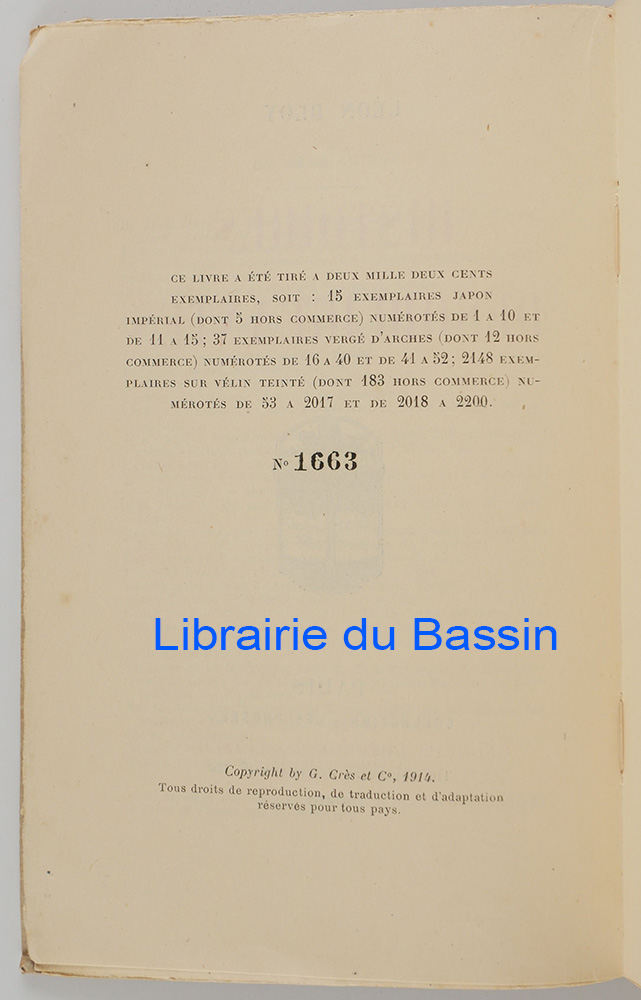 LÉON BLOY
CE LIVRE A ÉTÉ TIRÉ A DEUX MILLE DEUX CENTS
EXEMPLAIRES, SOIT : 15 EXEMPLAIRES JAPON
IMPÉRIAL (DONT 5 HORS COMMERCE) NUMÉROTÉS DE 1 A 10 ET
DE 11 A 15 ; 37 EXEMPLAIRES VERGÉ D'ARCHES (DONT 12 HORS
COMMERCE) NUMÉROTÉS DE 16 A 40 ET DE 41 A 52 ; 2148 EXEM-
PLAIRES SUR VÉLIN TEINTÉ (DONT 183 HORS COMMERCE) NU-
MÉROTÉS DE 53 A 2017 ET DE 2018 A 2200.
No 1663
Librairie du Bassin
Copyright by G. Crès et Co, 1914.
Tous droits de reproduction, de traduction et d'adaptation
réservés pour tous pays.